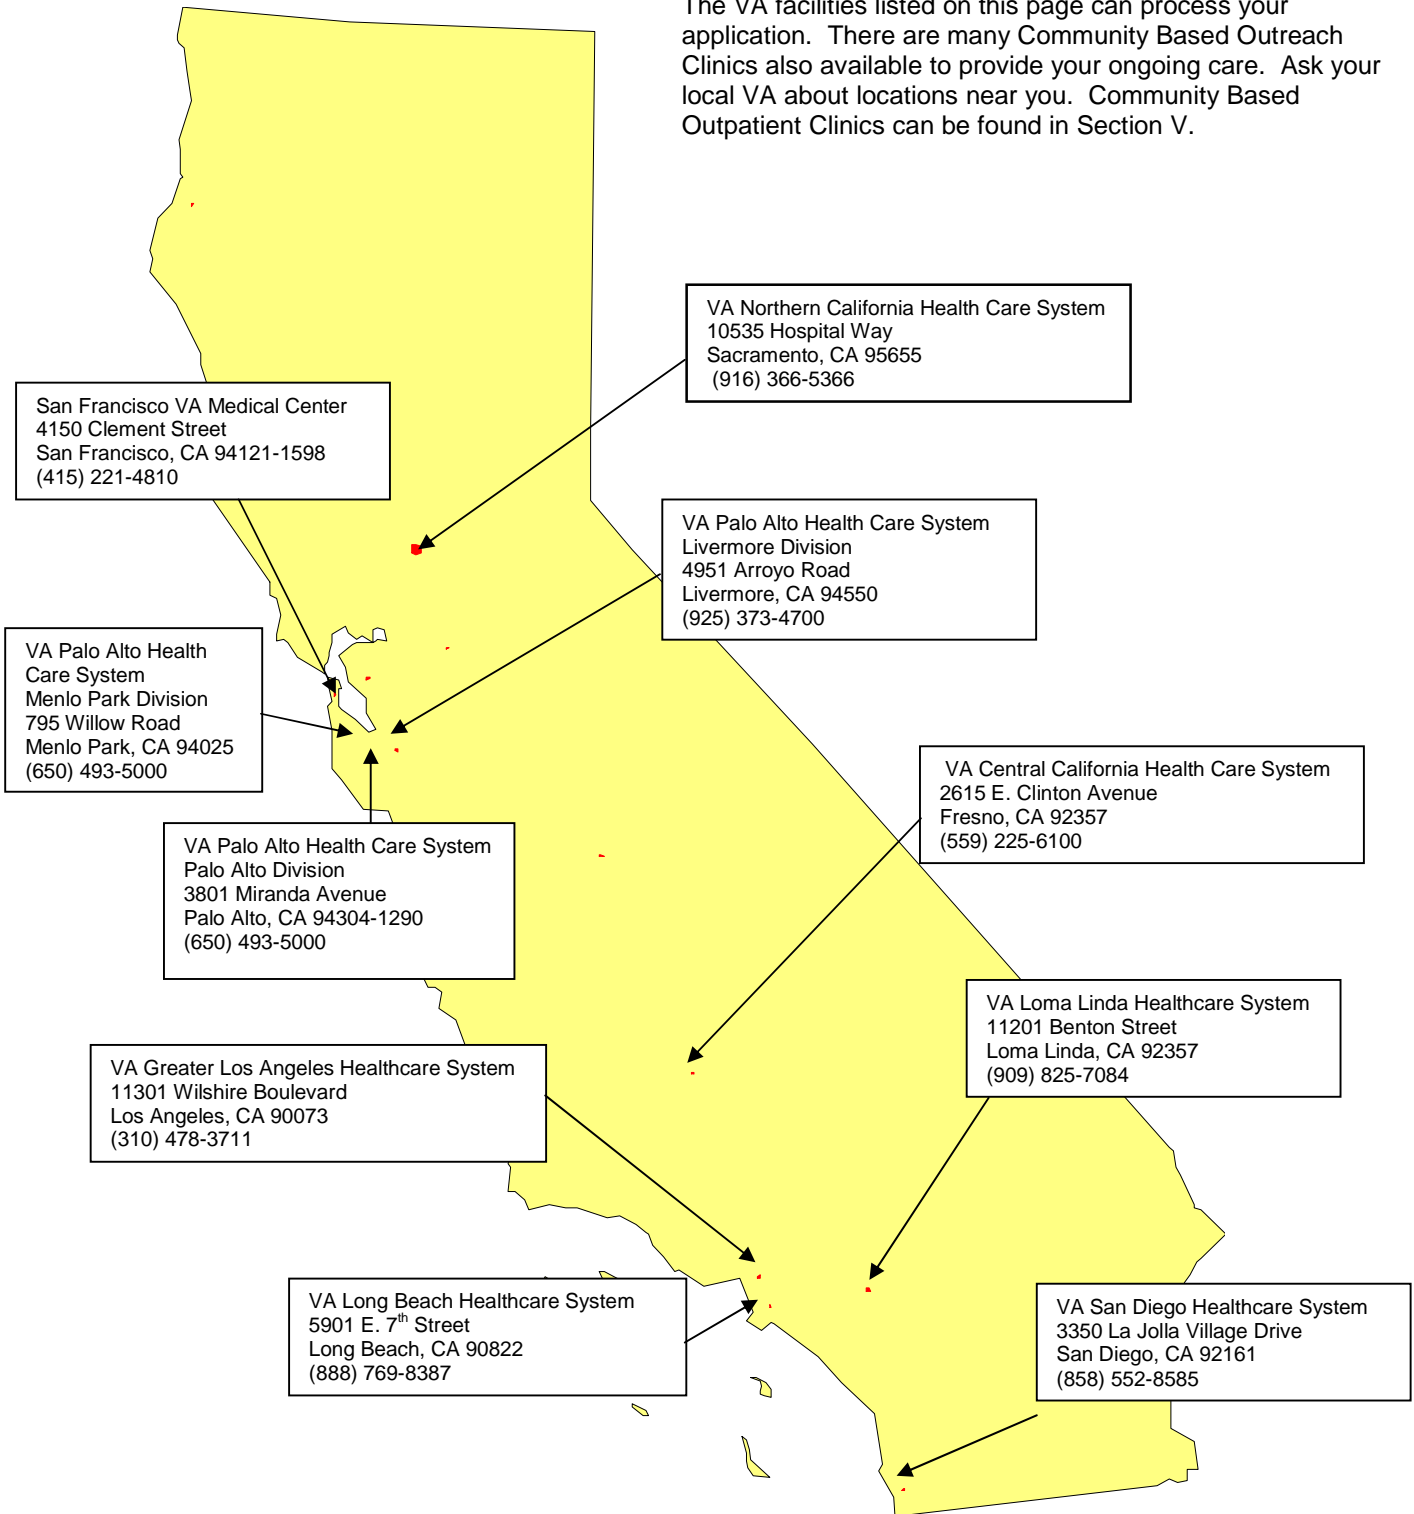 The VA facilities listed on this page can process your
application. There are many Community Based Outreach
Clinics also available to provide your ongoing care. Ask your
local VA about locations near you. Community Based
Outpatient Clinics can be found in Section V.
VA Northern California Health Care System
10535 Hospital Way
Sacramento, CA 95655
(916) 366-5366
San Francisco VA Medical Center
4150 Clement Street
San Francisco, CA 94121-1598
(415) 221-4810
VA Palo Alto Health Care System
Livermore Division
4951 Arroyo Road
Livermore, CA 94550
(925) 373-4700
VA Palo Alto Health
Care System
Menlo Park Division
795 Willow Road
Menlo Park, CA 94025
(650) 493-5000
VA Central California Health Care System
2615 E. Clinton Avenue
Fresno, CA 92357
(559) 225-6100
VA Palo Alto Health Care System
Palo Alto Division
3801 Miranda Avenue
Palo Alto, CA 94304-1290
(650) 493-5000
VA Loma Linda Healthcare System
11201 Benton Street
Loma Linda, CA 92357
(909) 825-7084
VA Greater Los Angeles Healthcare System
11301 Wilshire Boulevard
Los Angeles, CA 90073
(310) 478-3711
VA Long Beach Healthcare System
5901 E. 7th Street
Long Beach, CA 90822
(888) 769-8387
VA San Diego Healthcare System
3350 La Jolla Village Drive
San Diego, CA 92161
(858) 552-8585